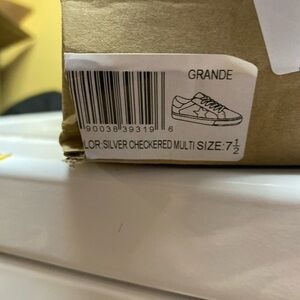 GRANDE
90038 39319 6
LOR:SILVER CHECKERED MULTI SIZE:7½